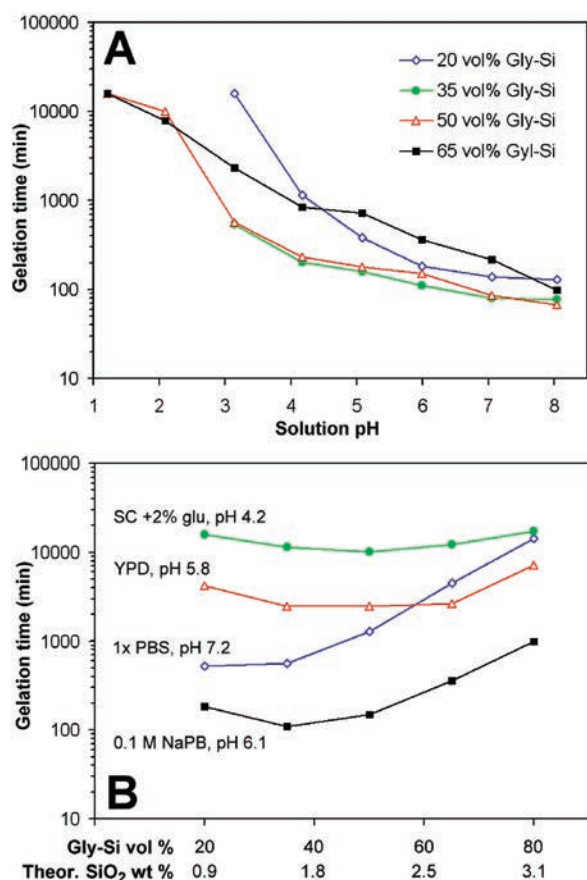 A
20 vol% Gly-Si
35 vol% Gly-Si
50 vol% Gly-Si
65 vol% Gyl-Si
Gelation time (min)
100000
10000
1000
100
10
1 2 3 4 5 6 7 8
Solution pH
B
Gelation time (min)
100000
10000
1000
100
10
SC +2% glu, pH 4.2
YPD, pH 5.8
1x PBS, pH 7.2
0.1 M NaPB, pH 6.1
Gly-Si vol % 20 40 60 80
Theor. SiO2 wt % 0.9 1.8 2.5 3.1